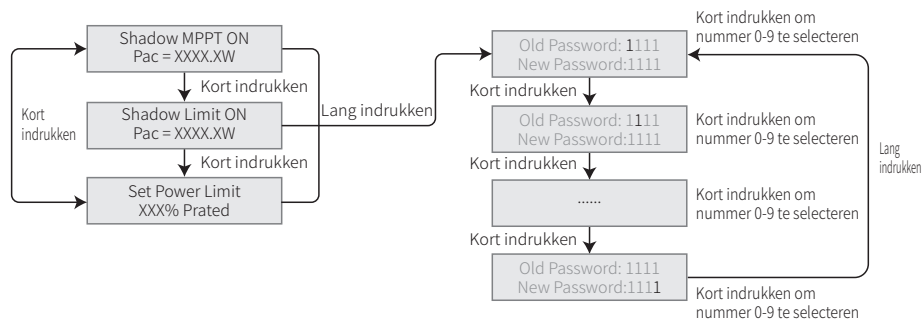 Shadow MPPT ON
Pac = XXXX.XW
Kort indrukken
Shadow Limit ON
Pac = XXXX.XW
Kort indrukken
Set Power Limit
XXX% Prated
Kort
indrukken
Lang indrukken
Old Password: 1111
New Password:1111
Kort indrukken om
nummer 0-9 te selecteren
Kort indrukken
Old Password: 1111
New Password:1111
Kort indrukken om
nummer 0-9 te selecteren
Kort indrukken
......
Kort indrukken om
nummer 0-9 te selecteren
Kort indrukken
Old Password: 1111
New Password:1111
Kort indrukken om
nummer 0-9 te selecteren
Lang
indrukken